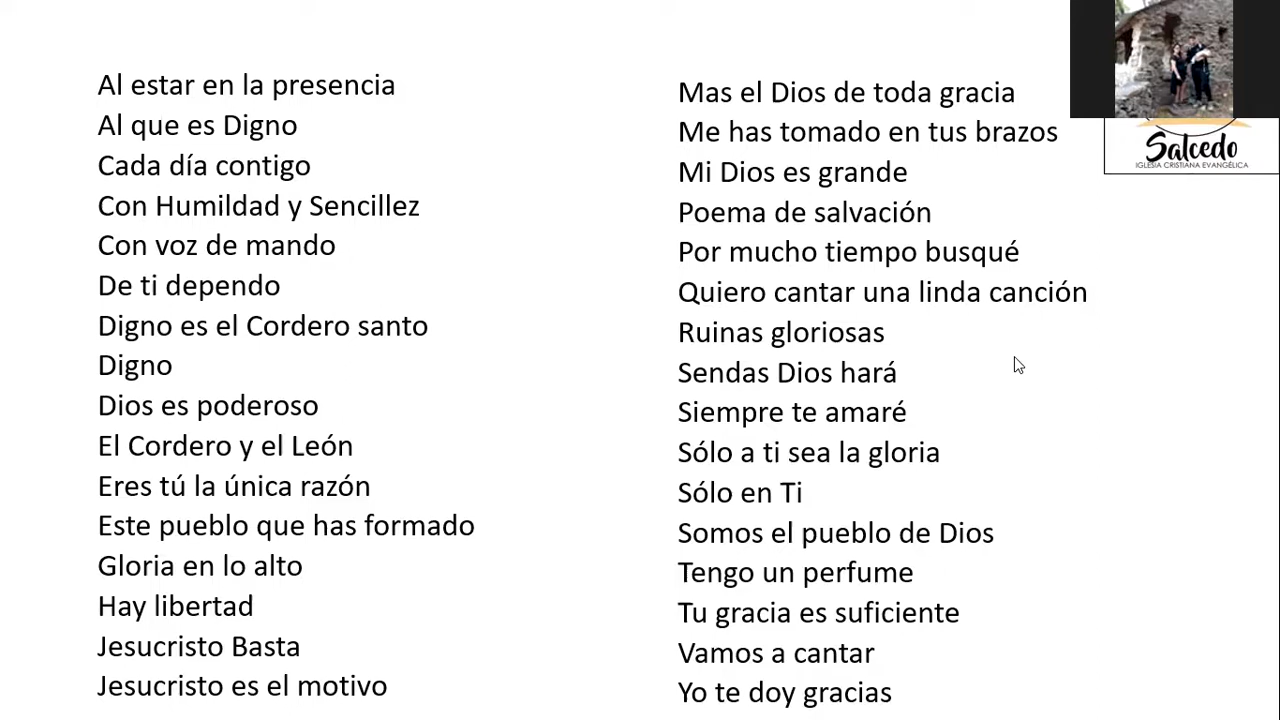 Al estar en la presencia
Al que es Digno
Cada día contigo
Con Humildad y Sencillez
Con voz de mando
De ti dependo
Digno es el Cordero santo
Digno
Dios es poderoso
El Cordero y el León
Eres tú la única razón
Este pueblo que has formado
Gloria en lo alto
Hay libertad
Jesucristo Basta
Jesucristo es el motivo
Mas el Dios de toda gracia
Me has tomado en tus brazos
Mi Dios es grande
Poema de salvación
Por mucho tiempo busqué
Quiero cantar una linda canción
Ruinas gloriosas
Sendas Dios hará
Siempre te amaré
Sólo a ti sea la gloria
Sólo en Ti
Somos el pueblo de Dios
Tengo un perfume
Tu gracia es suficiente
Vamos a cantar
Yo te doy gracias
Salcedo
IGLESIA CRISTIANA EVANGÉLICA